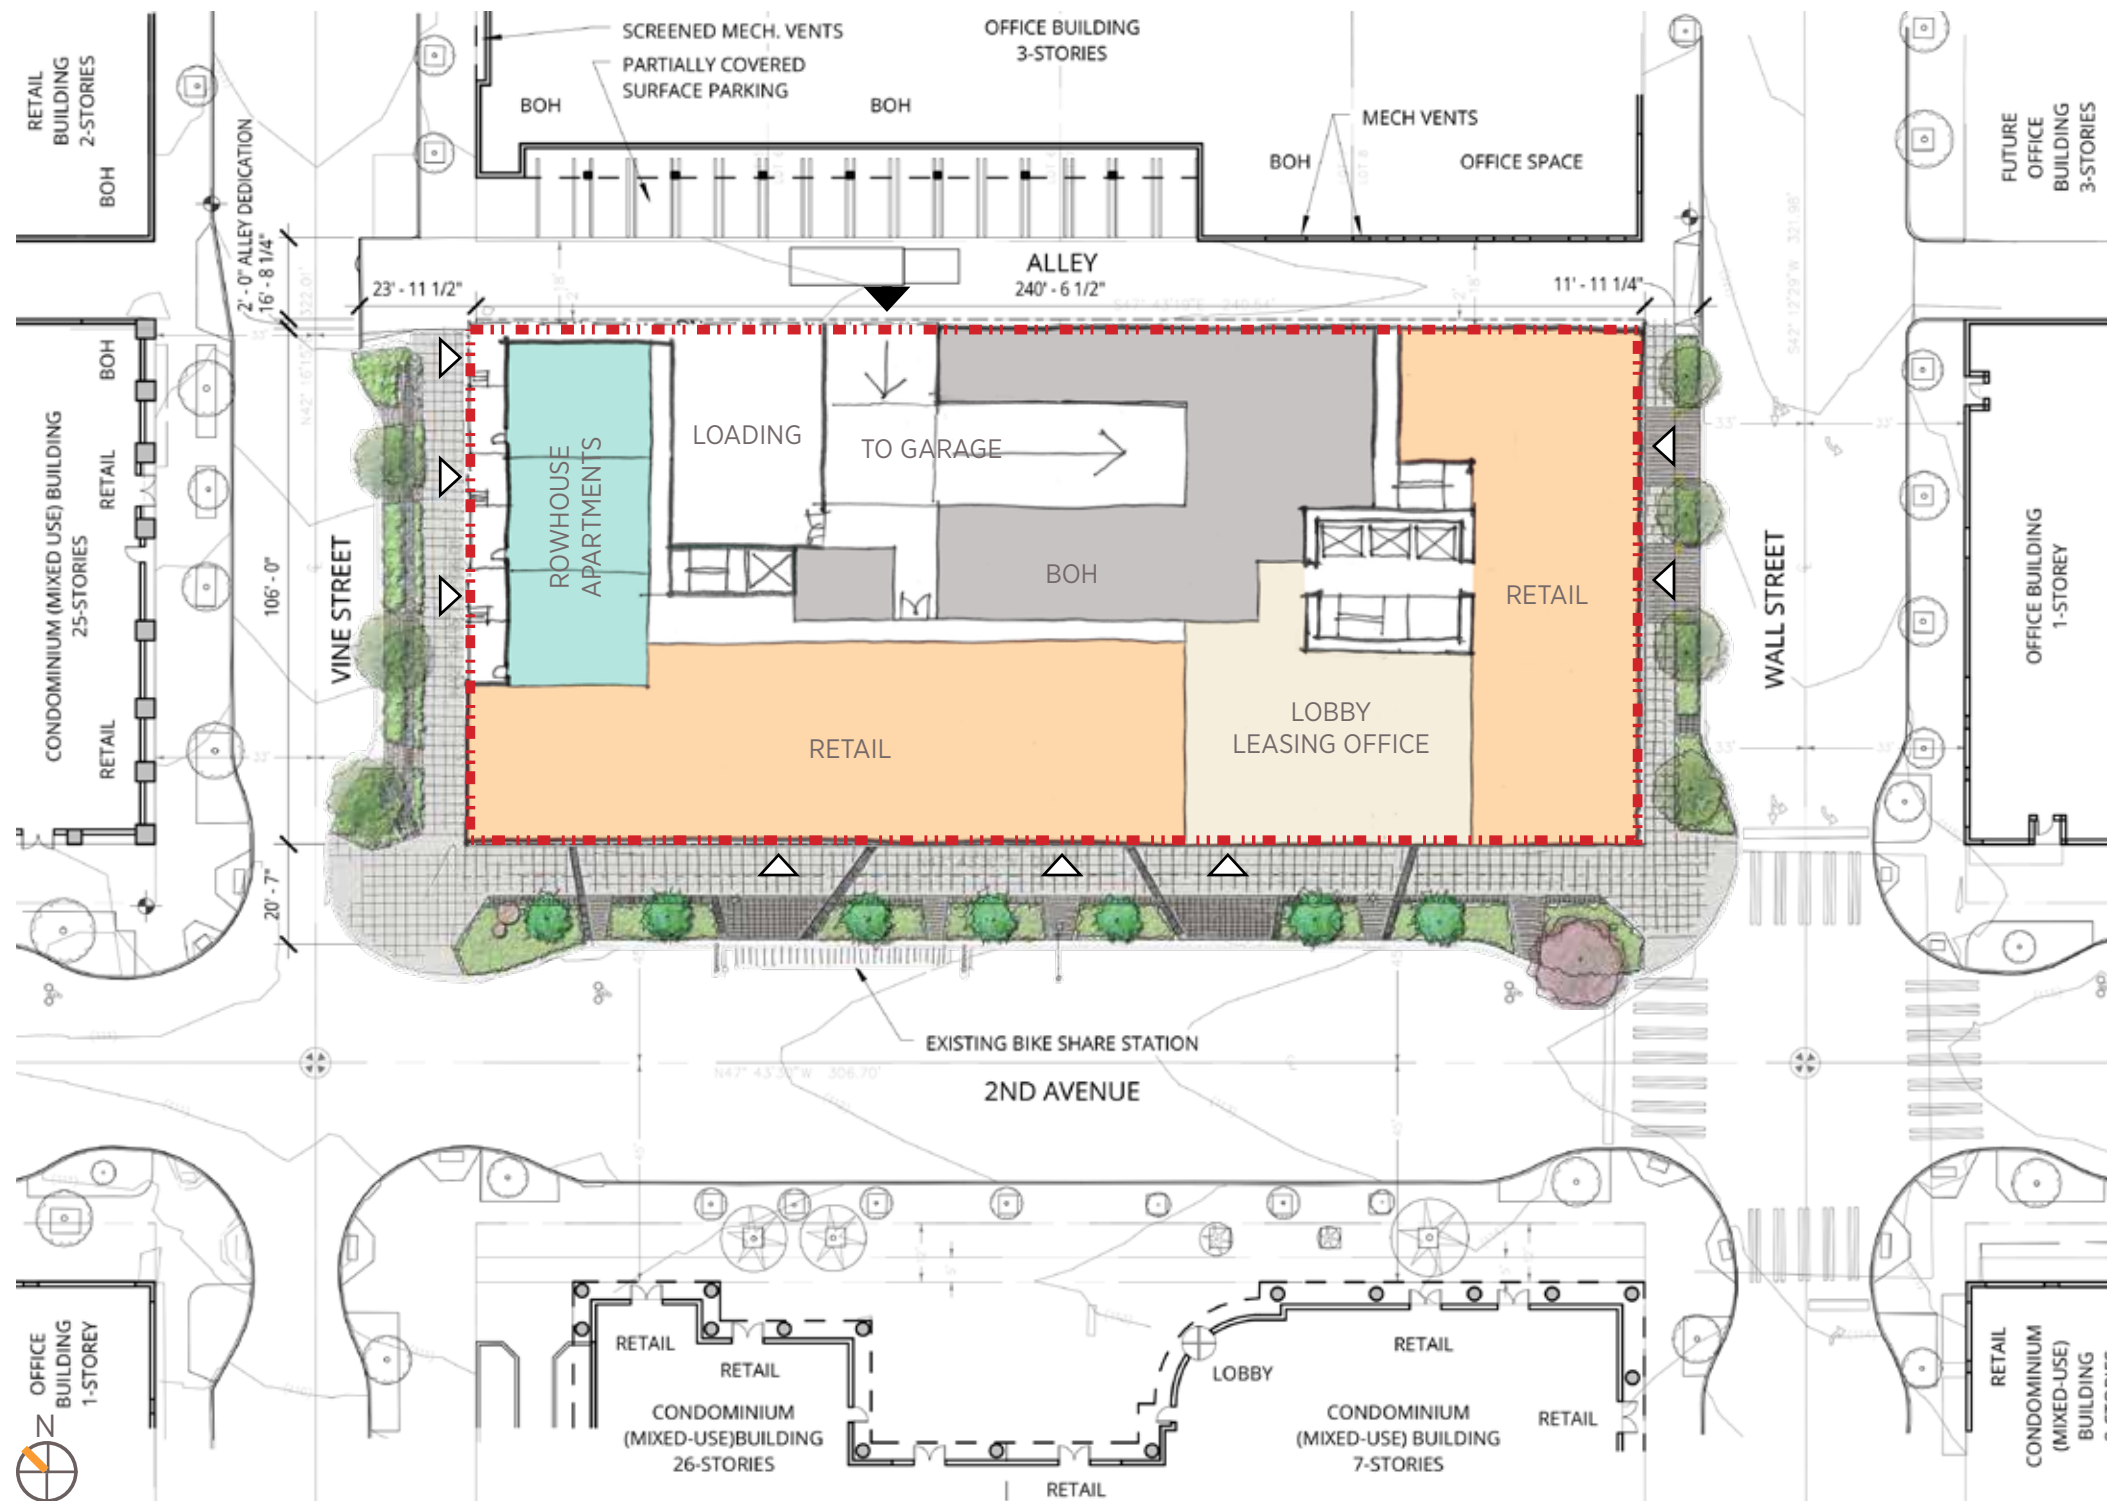 SCREENED MECH. VENTS
PARTIALLY COVERED
SURFACE PARKING
OFFICE BUILDING
3-STORIES
RETAIL
BUILDING
2-STORIES
BOH
BOH
BOH
MECH VENTS
BOH
OFFICE SPACE
FUTURE
OFFICE
BUILDING
3-STORIES
2' - 0" ALLEY DEDICATION
16' - 8 1/4"
23' - 11 1/2"
ALLEY
240' - 6 1/2"
11' - 11 1/4"
BOH
RETAIL
RETAIL
CONDOMINIUM (MIXED USE) BUILDING
25-STORIES
106' - 0"
VINE STREET
ROWHOUSE
APARTMENTS
LOADING
TO GARAGE
BOH
RETAIL
RETAIL
LOBBY
LEASING OFFICE
WALL STREET
OFFICE BUILDING
1-STOREY
20' - 7"
EXISTING BIKE SHARE STATION
N47° 43'30"W 306.70'
2ND AVENUE
OFFICE
BUILDING
1-STOREY
N
RETAIL
RETAIL
CONDOMINIUM
(MIXED-USE)BUILDING
26-STORIES
LOBBY
RETAIL
CONDOMINIUM
(MIXED-USE) BUILDING
7-STORIES
RETAIL
RETAIL
RETAIL
CONDOMINIUM
(MIXED-USE)
BUILDING